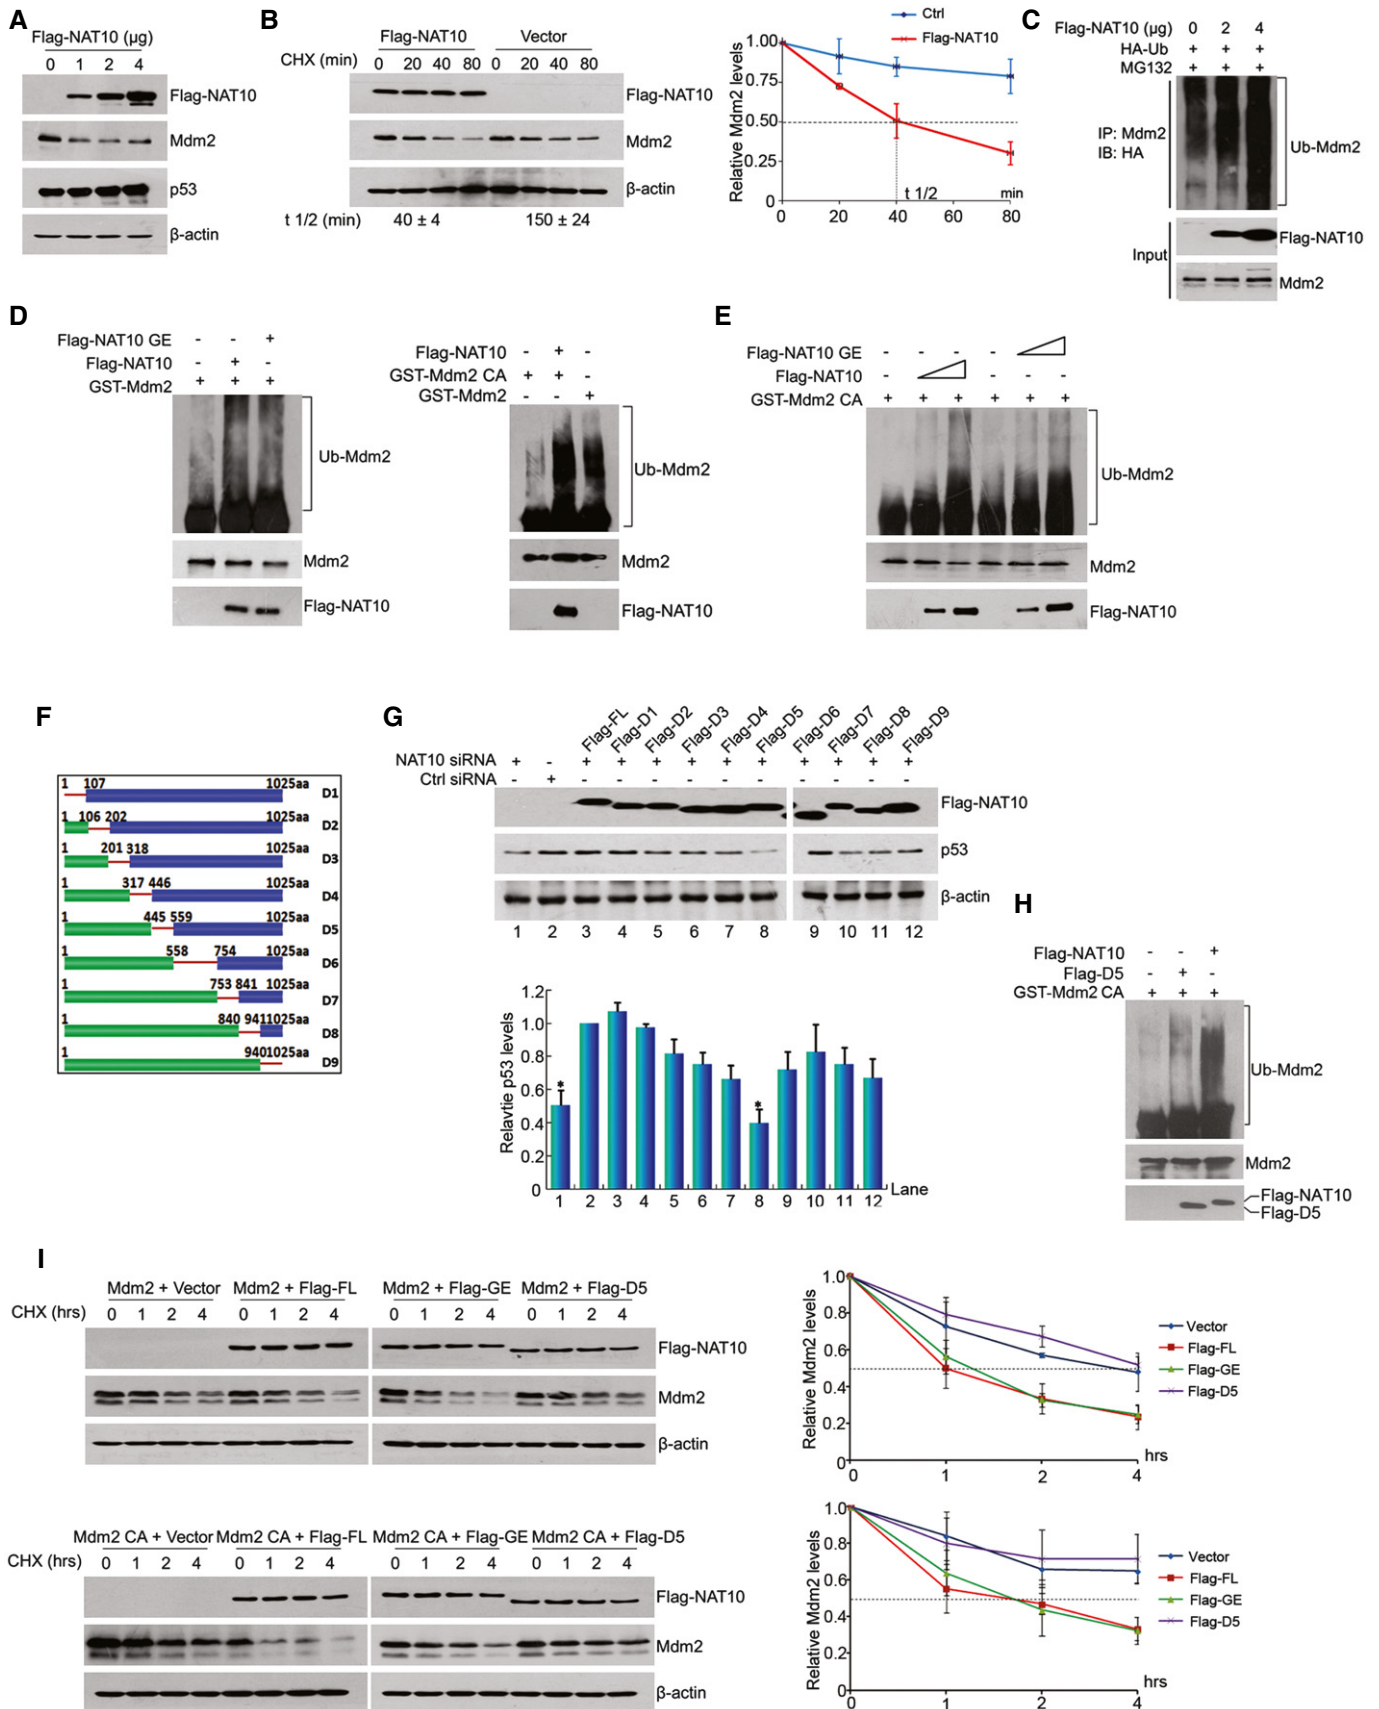 A
Flag-NAT10 (µg)
0 1 2 4
Flag-NAT10
Mdm2
p53
β-actin
B
Flag-NAT10 Vector
CHX (min) 0 20 40 80 0 20 40 80
Flag-NAT10
Mdm2
β-actin
t 1/2 (min) 40 ± 4 150 ± 24
Ctrl
Flag-NAT10
Relative Mdm2 levels
1.00
0.75
0.50
0.25
0
t 1/2 min
0 20 40 60 80
C
Flag-NAT10 (µg) 0 2 4
HA-Ub + + +
MG132 + + +
IP: Mdm2
IB: HA
Ub-Mdm2
Input
Flag-NAT10
Mdm2
D
Flag-NAT10 GE - - +
Flag-NAT10 - + -
GST-Mdm2 + + +
Ub-Mdm2
Mdm2
Flag-NAT10
Flag-NAT10 - + -
GST-Mdm2 CA + + -
GST-Mdm2 - - +
Ub-Mdm2
Mdm2
Flag-NAT10
E
Flag-NAT10 GE - - - -
Flag-NAT10 - - - -
GST-Mdm2 CA + + + + + +
Ub-Mdm2
Mdm2
Flag-NAT10
F
1 107 1025aa D1
1 106 202 1025aa D2
1 201 318 1025aa D3
1 317 446 1025aa D4
1 445 559 1025aa D5
1 558 754 1025aa D6
1 753 841 1025aa D7
1 840 941 1025aa D8
1 940 1025aa D9
G
Flag-FL Flag-D1 Flag-D2 Flag-D3 Flag-D4 Flag-D5 Flag-D6 Flag-D7 Flag-D8 Flag-D9
NAT10 siRNA + - + + + + + + + + + +
Ctrl siRNA - + - - - - - - - - - -
Flag-NAT10
p53
β-actin
1 2 3 4 5 6 7 8 9 10 11 12
Relavtie p53 levels
1.2
1.0
0.8
0.6
0.4
0.2
0
* *
1 2 3 4 5 6 7 8 9 10 11 12
Lane
H
Flag-NAT10 - - +
Flag-D5 - + -
GST-Mdm2 CA + + +
Ub-Mdm2
Mdm2
Flag-NAT10
Flag-D5
I
Mdm2 + Vector Mdm2 + Flag-FL Mdm2 + Flag-GE Mdm2 + Flag-D5
CHX (hrs) 0 1 2 4 0 1 2 4 0 1 2 4 0 1 2 4
Flag-NAT10
Mdm2
β-actin
Relative Mdm2 levels
1.0
0.8
0.6
0.4
0.2
0
0 1 2 4
hrs
Vector
Flag-FL
Flag-GE
Flag-D5
Mdm2 CA + Vector Mdm2 CA + Flag-FL Mdm2 CA + Flag-GE Mdm2 CA + Flag-D5
CHX (hrs) 0 1 2 4 0 1 2 4 0 1 2 4 0 1 2 4
Flag-NAT10
Mdm2
β-actin
Relative Mdm2 levels
1.0
0.8
0.6
0.4
0.2
0
0 1 2 4
hrs
Vector
Flag-FL
Flag-GE
Flag-D5